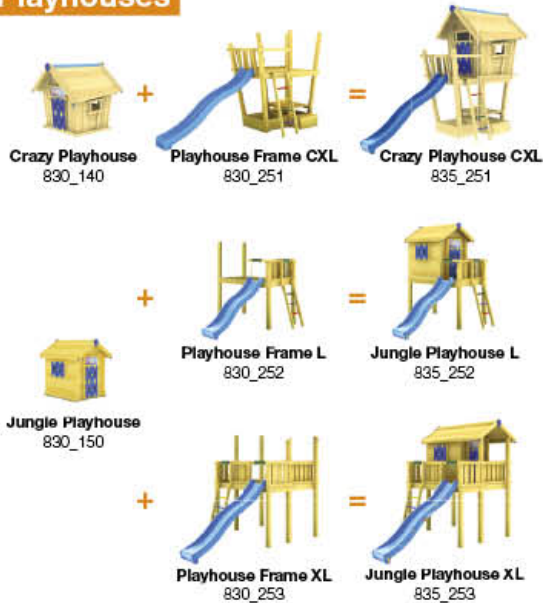 Playhouses
Crazy Playhouse
830_140
+
Playhouse Frame CXL
830_251
=
Crazy Playhouse CXL
835_251
Jungle Playhouse
830_150
+
Playhouse Frame L
830_252
=
Jungle Playhouse L
835_252
+
Playhouse Frame XL
830_253
=
Jungle Playhouse XL
835_253